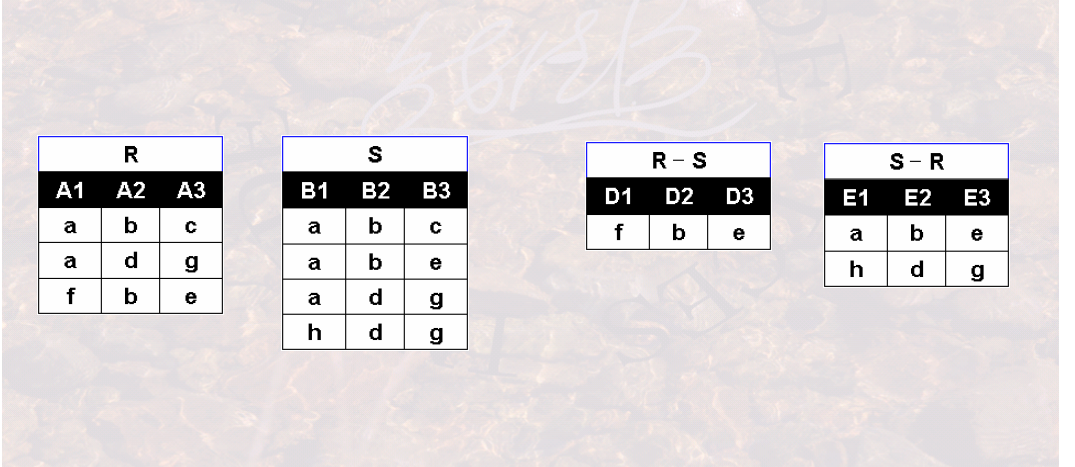 R
A1 A2 A3
a b c
a d g
f b e
S
B1 B2 B3
a b c
a b e
a d g
h d g
R − S
D1 D2 D3
f b e
S − R
E1 E2 E3
a b e
h d g